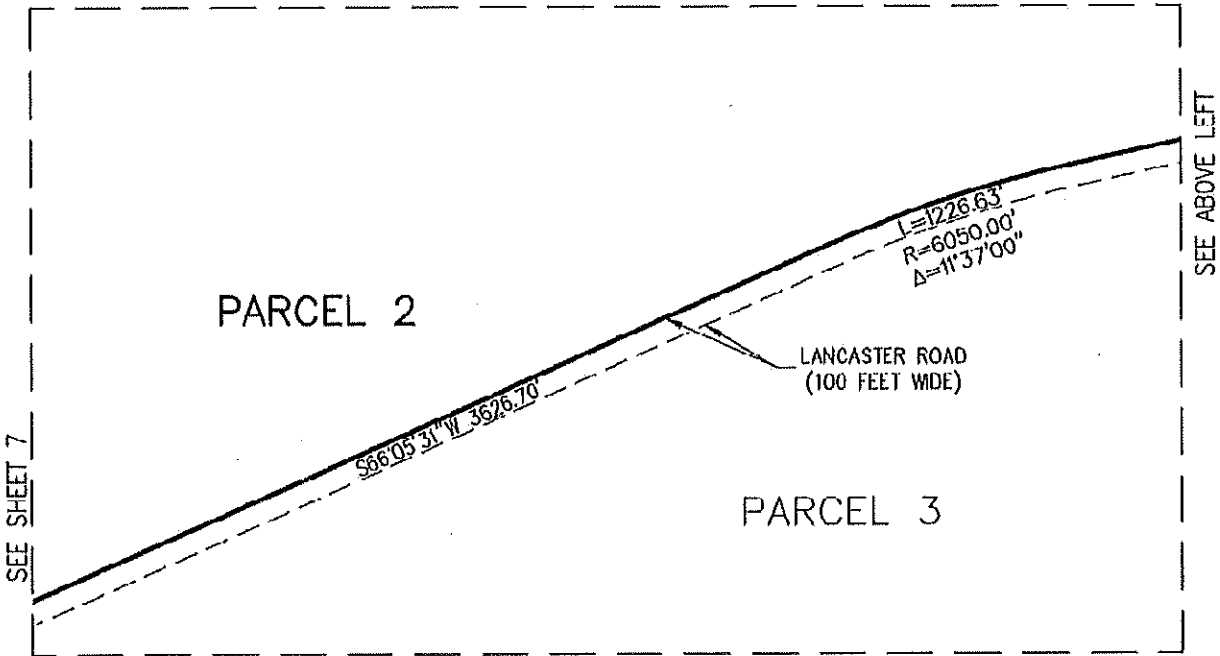 SEE ABOVE LEFT
L=1226.63'
R=6050.00'
Δ=11°37'00"
PARCEL 2
LANCASTER ROAD
(100 FEET WIDE)
S66°05'31"W 3626.70'
SEE SHEET 7
PARCEL 3